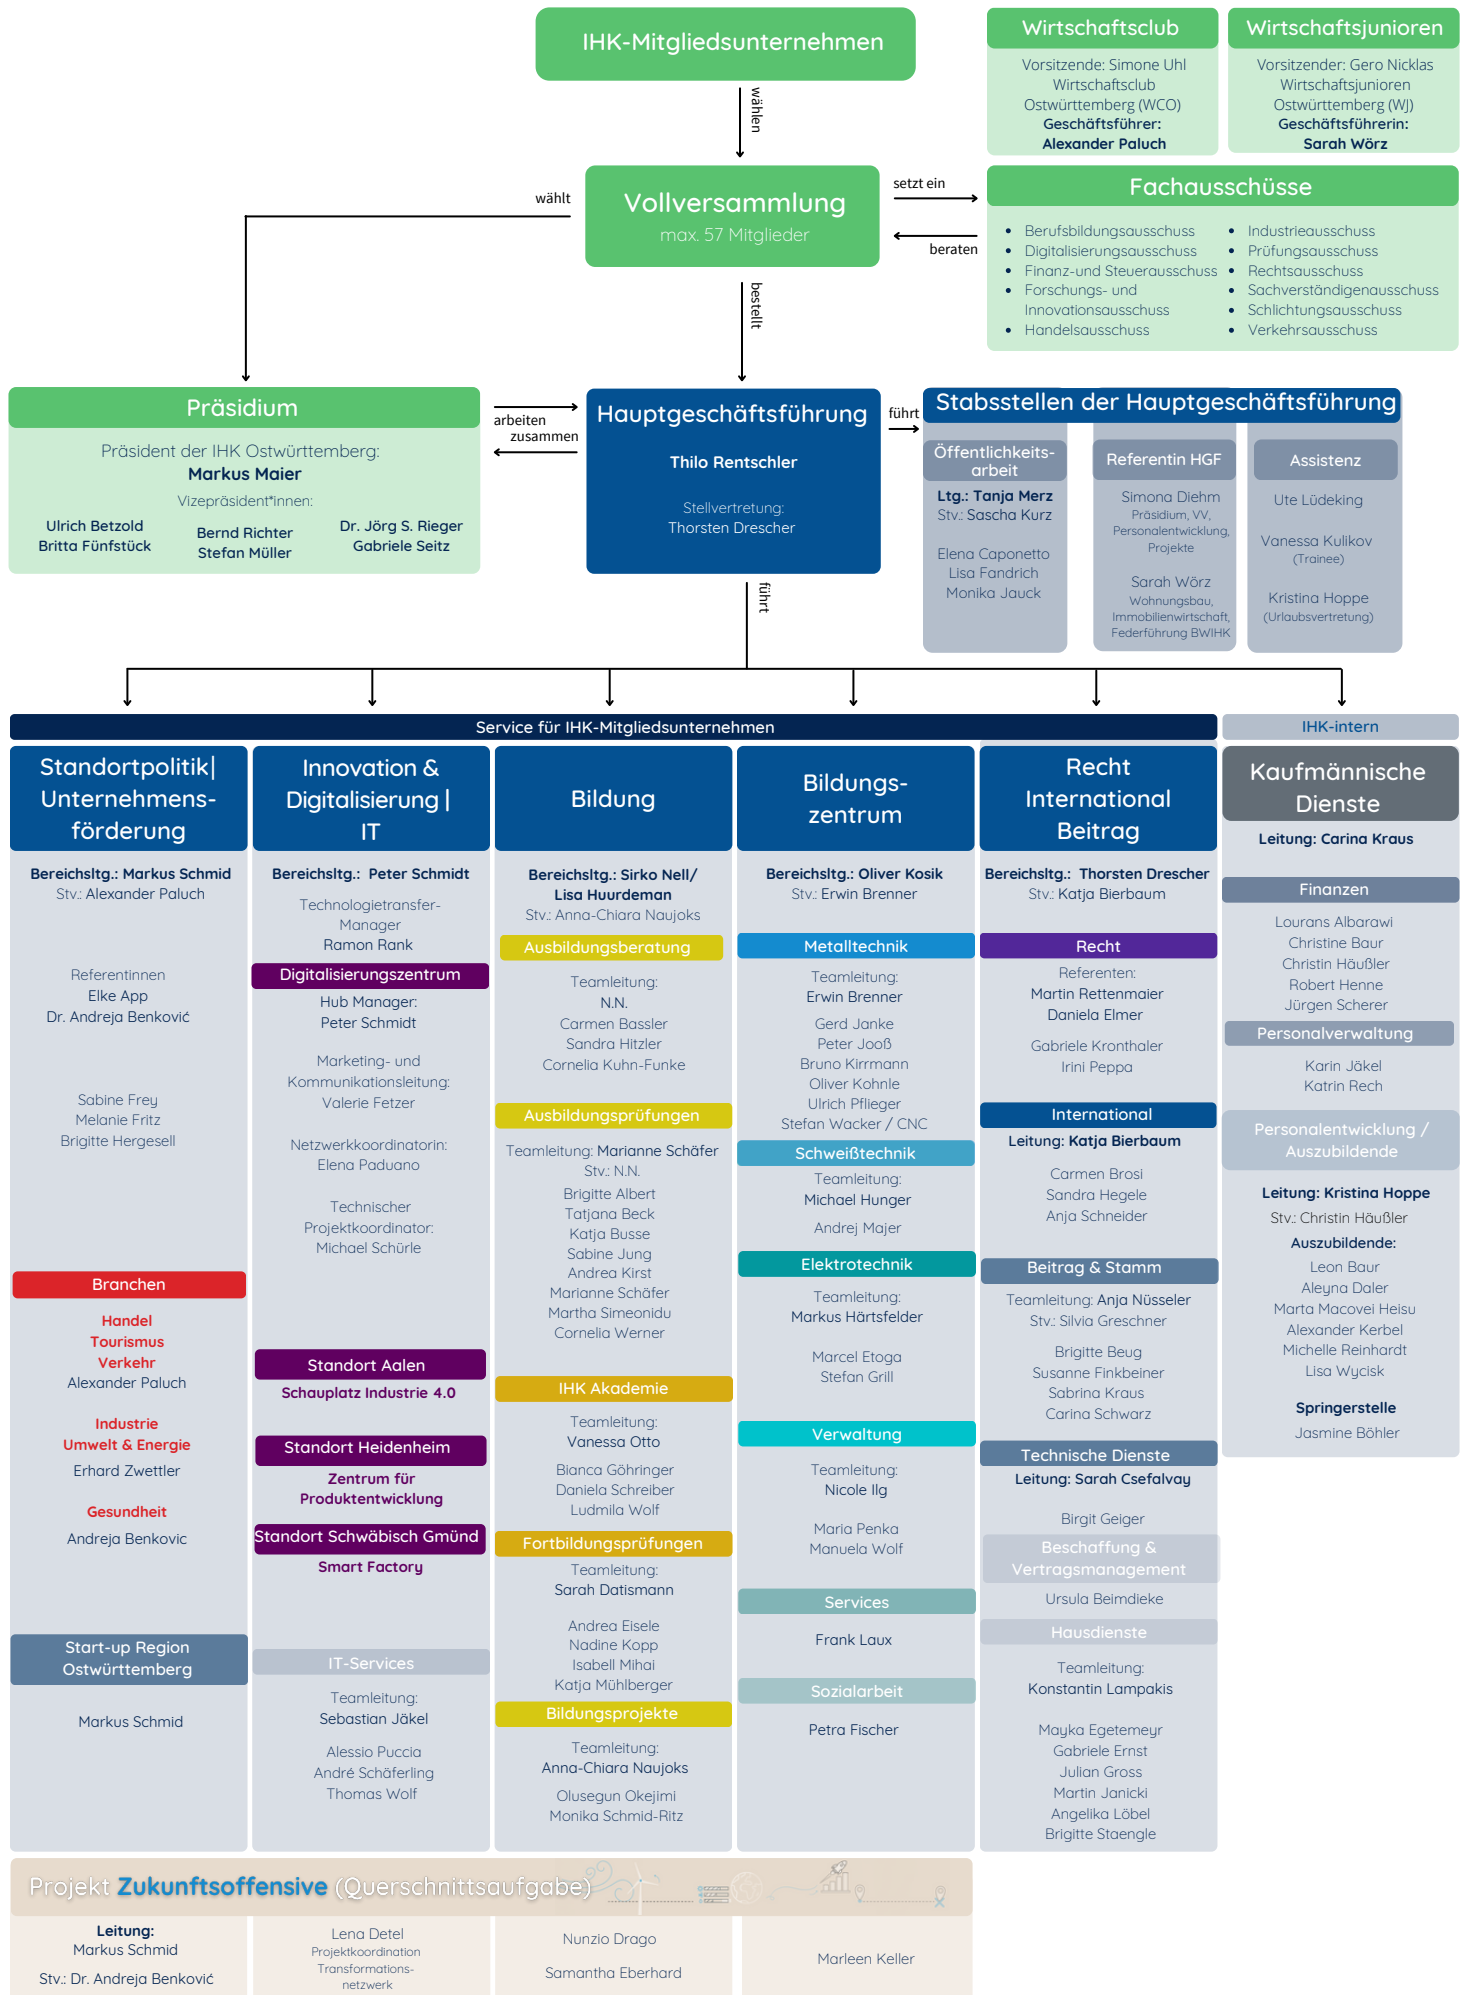 IHK-Mitgliedsunternehmen
wählen
Wirtschaftsclub
Vorsitzende: Simone Uhl
Wirtschaftsclub
Ostwürttemberg (WCO)
Geschäftsführer:
Alexander Paluch
Wirtschaftsjunioren
Vorsitzender: Gero Nicklas
Wirtschaftsjunioren
Ostwürttemberg (WJ)
Geschäftsführerin:
Sarah Wörz
wählt
Vollversammlung
max. 57 Mitglieder
setzt ein
beraten
bestellt
Fachausschüsse
• Berufsbildungsausschuss
• Digitalisierungsausschuss
• Finanz-und Steuerausschuss
• Forschungs- und
Innovationsausschuss
• Handelsausschuss
• Industrieausschuss
• Prüfungsausschuss
• Rechtsausschuss
• Sachverständigenausschuss
• Schlichtungsausschuss
• Verkehrsausschuss
Präsidium
Präsident der IHK Ostwürttemberg:
Markus Maier
Vizepräsident*innen:
Ulrich Betzold
Britta Fünfstück
Bernd Richter
Stefan Müller
Dr. Jörg S. Rieger
Gabriele Seitz
arbeiten
zusammen
Hauptgeschäftsführung
Thilo Rentschler
Stellvertretung:
Thorsten Drescher
führt
führt
Stabsstellen der Hauptgeschäftsführung
Öffentlichkeits-
arbeit
Ltg.: Tanja Merz
Stv.: Sascha Kurz
Elena Caponetto
Lisa Fandrich
Monika Jauck
Referentin HGF
Simona Diehm
Präsidium, VV,
Personalentwicklung,
Projekte
Sarah Wörz
Wohnungsbau,
Immobilienwirtschaft,
Federführung BWIHK
Assistenz
Ute Lüdeking
Vanessa Kulikov
(Trainee)
Kristina Hoppe
(Urlaubsvertretung)
Service für IHK-Mitgliedsunternehmen
IHK-intern
Standortpolitik|
Unternehmens-
förderung
Bereichsltg.: Markus Schmid
Stv.: Alexander Paluch
Referentinnen
Elke App
Dr. Andreja Benković
Sabine Frey
Melanie Fritz
Brigitte Hergesell
Branchen
Handel
Tourismus
Verkehr
Alexander Paluch
Industrie
Umwelt & Energie
Erhard Zwettler
Gesundheit
Andreja Benkovic
Start-up Region
Ostwürttemberg
Markus Schmid
Innovation &
Digitalisierung |
IT
Bereichsltg.: Peter Schmidt
Technologietransfer-
Manager
Ramon Rank
Digitalisierungszentrum
Hub Manager:
Peter Schmidt
Marketing- und
Kommunikationsleitung:
Valerie Fetzer
Netzwerkkoordinatorin:
Elena Paduano
Technischer
Projektkoordinator:
Michael Schürle
Standort Aalen
Schauplatz Industrie 4.0
Standort Heidenheim
Zentrum für
Produktentwicklung
Standort Schwäbisch Gmünd
Smart Factory
IT-Services
Teamleitung:
Sebastian Jäkel
Alessio Puccia
André Schäferling
Thomas Wolf
Bildung
Bereichsltg.: Sirko Nell/
Lisa Huurdeman
Stv.: Anna-Chiara Naujoks
Ausbildungsberatung
Teamleitung:
N.N.
Carmen Bassler
Sandra Hitzler
Cornelia Kuhn-Funke
Ausbildungsprüfungen
Teamleitung: Marianne Schäfer
Stv.: N.N.
Brigitte Albert
Tatjana Beck
Katja Busse
Sabine Jung
Andrea Kirst
Marianne Schäfer
Martha Simeonidu
Cornelia Werner
IHK Akademie
Teamleitung:
Vanessa Otto
Bianca Göhringer
Daniela Schreiber
Ludmila Wolf
Fortbildungsprüfungen
Teamleitung:
Sarah Datismann
Andrea Eisele
Nadine Kopp
Isabell Mihai
Katja Mühlberger
Bildungsprojekte
Teamleitung:
Anna-Chiara Naujoks
Olusegun Okejimi
Monika Schmid-Ritz
Bildungs-
zentrum
Bereichsltg.: Oliver Kosik
Stv.: Erwin Brenner
Metalltechnik
Teamleitung:
Erwin Brenner
Gerd Janke
Peter Jooß
Bruno Kirrmann
Oliver Kohnle
Ulrich Pflieger
Stefan Wacker / CNC
Schweißtechnik
Teamleitung:
Michael Hunger
Andrej Majer
Elektrotechnik
Teamleitung:
Markus Härtsfelder
Marcel Etoga
Stefan Grill
Verwaltung
Teamleitung:
Nicole Ilg
Maria Penka
Manuela Wolf
Services
Frank Laux
Sozialarbeit
Petra Fischer
Recht
International
Beitrag
Bereichsltg.: Thorsten Drescher
Stv.: Katja Bierbaum
Recht
Referenten:
Martin Rettenmaier
Daniela Elmer
Gabriele Kronthaler
Irini Peppa
International
Leitung: Katja Bierbaum
Carmen Brosi
Sandra Hegele
Anja Schneider
Beitrag & Stamm
Teamleitung: Anja Nüsseler
Stv.: Silvia Greschner
Brigitte Beug
Susanne Finkbeiner
Sabrina Kraus
Carina Schwarz
Technische Dienste
Leitung: Sarah Csefalvay
Birgit Geiger
Beschaffung &
Vertragsmanagement
Ursula Beimdieke
Hausdienste
Teamleitung:
Konstantin Lampakis
Mayka Egetemeyr
Gabriele Ernst
Julian Gross
Martin Janicki
Angelika Löbel
Brigitte Staengle
Kaufmännische
Dienste
Leitung: Carina Kraus
Finanzen
Lourans Albarawi
Christine Baur
Christin Häußler
Robert Henne
Jürgen Scherer
Personalverwaltung
Karin Jäkel
Katrin Rech
Personalentwicklung /
Auszubildende
Leitung: Kristina Hoppe
Stv.: Christin Häußler
Auszubildende:
Leon Baur
Aleyna Daler
Marta Macovei Heisu
Alexander Kerbel
Michelle Reinhardt
Lisa Wycisk
Springerstelle
Jasmine Böhler
Projekt Zukunftsoffensive (Querschnittsaufgabe)
Leitung:
Markus Schmid
Stv.: Dr. Andreja Benković
Lena Detel
Projektkoordination
Transformations-
netzwerk
Nunzio Drago
Samantha Eberhard
Marleen Keller